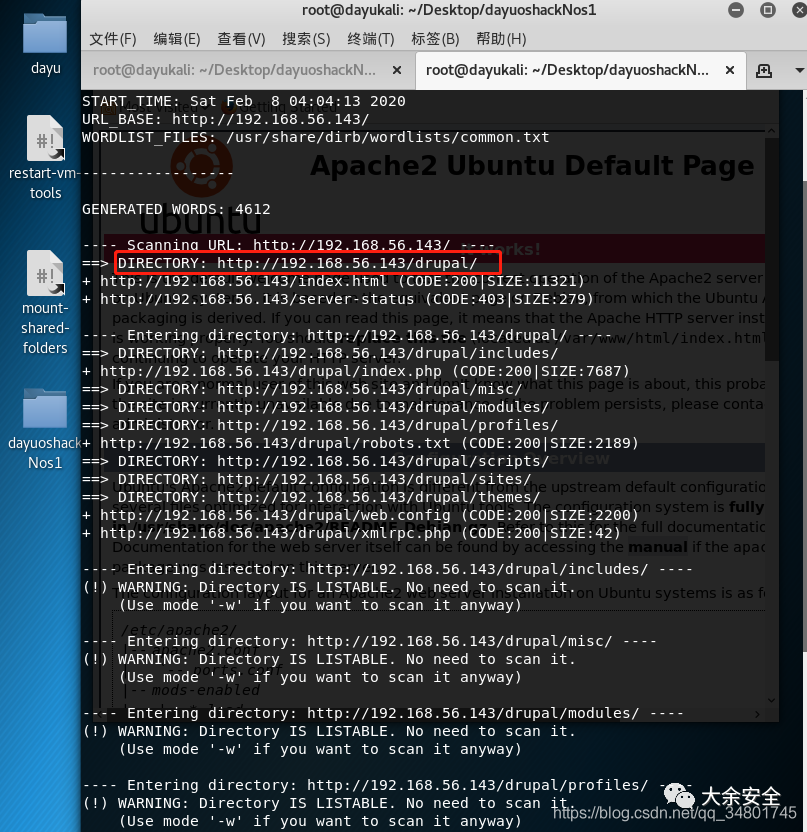 root@dayukali: ~/Desktop/dayuoshackNos1
文件(F) 编辑(E) 查看(V) 搜索(S) 终端(T) 标签(B) 帮助(H)
root@dayukali: ~/Desktop/dayuoshackN...
root@dayukali: ~/Desktop/dayuoshackN...
dayu
restart-vm-
tools
mount-
shared-
folders
dayuoshack
Nos1
START_TIME: Sat Feb  8 04:04:13 2020
URL_BASE: http://192.168.56.143/
WORDLIST_FILES: /usr/share/dirb/wordlists/common.txt
-----------------
GENERATED WORDS: 4612
---- Scanning URL: http://192.168.56.143/ ----
==> DIRECTORY: http://192.168.56.143/drupal/
+ http://192.168.56.143/index.html (CODE:200|SIZE:11321)
+ http://192.168.56.143/server-status (CODE:403|SIZE:279)
---- Entering directory: http://192.168.56.143/drupal/ ----
==> DIRECTORY: http://192.168.56.143/drupal/includes/
+ http://192.168.56.143/drupal/index.php (CODE:200|SIZE:7687)
==> DIRECTORY: http://192.168.56.143/drupal/misc/
==> DIRECTORY: http://192.168.56.143/drupal/modules/
==> DIRECTORY: http://192.168.56.143/drupal/profiles/
+ http://192.168.56.143/drupal/robots.txt (CODE:200|SIZE:2189)
==> DIRECTORY: http://192.168.56.143/drupal/scripts/
==> DIRECTORY: http://192.168.56.143/drupal/sites/
==> DIRECTORY: http://192.168.56.143/drupal/themes/
+ http://192.168.56.143/drupal/web.config (CODE:200|SIZE:2200)
+ http://192.168.56.143/drupal/xmlrpc.php (CODE:200|SIZE:42)
---- Entering directory: http://192.168.56.143/drupal/includes/ ----
(!) WARNING: Directory IS LISTABLE. No need to scan it.
(Use mode '-w' if you want to scan it anyway)
---- Entering directory: http://192.168.56.143/drupal/misc/ ----
(!) WARNING: Directory IS LISTABLE. No need to scan it.
(Use mode '-w' if you want to scan it anyway)
---- Entering directory: http://192.168.56.143/drupal/modules/ ----
(!) WARNING: Directory IS LISTABLE. No need to scan it.
(Use mode '-w' if you want to scan it anyway)
---- Entering directory: http://192.168.56.143/drupal/profiles/ -
(!) WARNING: Directory IS LISTABLE. No need to scan it.
(Use mode '-w' if you want to scan it anyway)
Apache2 Ubuntu Default Page
ubuntu
/etc/apache2/
|-- mods-enabled
大余安全
https://blog.csdn.net/qq_34801745